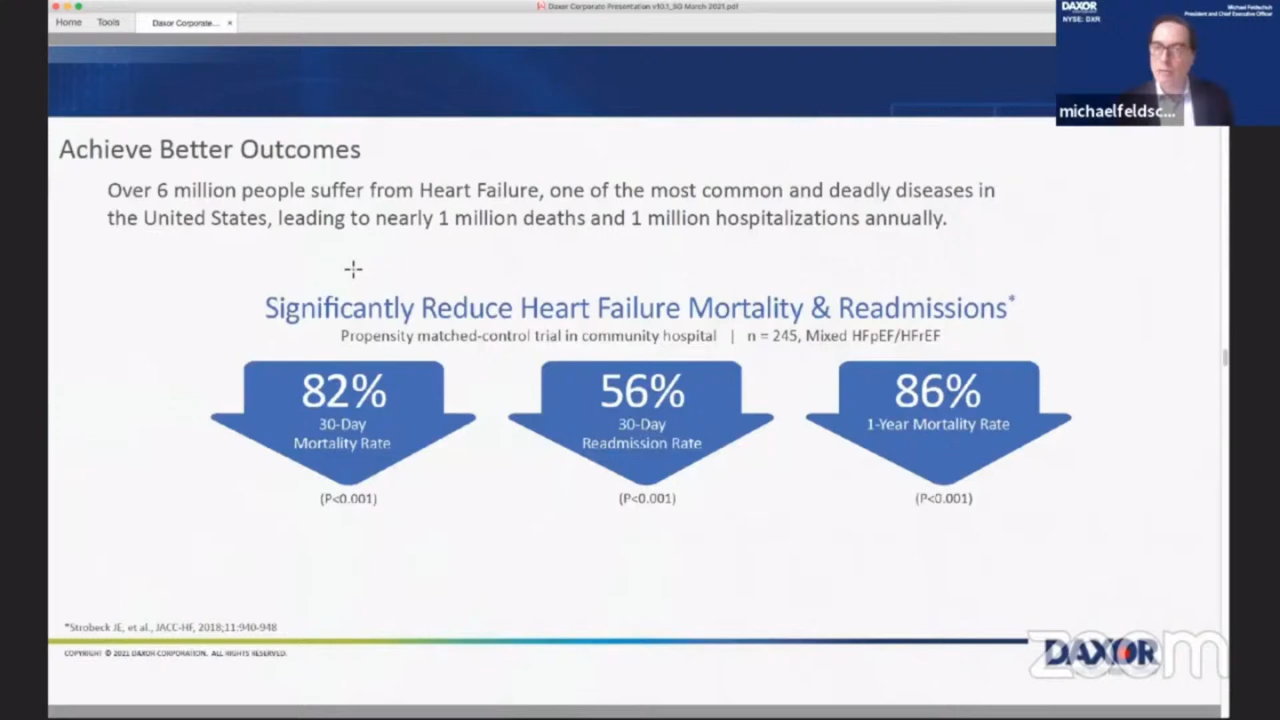 Daxor Corporate Presentation v10.1_SG March 2021.pdf
Home Tools Daxor Corporate... ×
DAXOR
NYSE: DXR
Michael Feldschuh
President and Chief Executive Officer
michaelfeldsc...
Achieve Better Outcomes
Over 6 million people suffer from Heart Failure, one of the most common and deadly diseases in
the United States, leading to nearly 1 million deaths and 1 million hospitalizations annually.
Significantly Reduce Heart Failure Mortality & Readmissions*
Propensity matched-control trial in community hospital | n = 245, Mixed HFpEF/HFrEF
82%
30-Day
Mortality Rate
(P<0.001)
56%
30-Day
Readmission Rate
(P<0.001)
86%
1-Year Mortality Rate
(P<0.001)
*Strobeck JE, et al., JACC-HF, 2018;11:940-948
COPYRIGHT © 2021 DAXOR CORPORATION. ALL RIGHTS RESERVED.
DAXOR
zoom